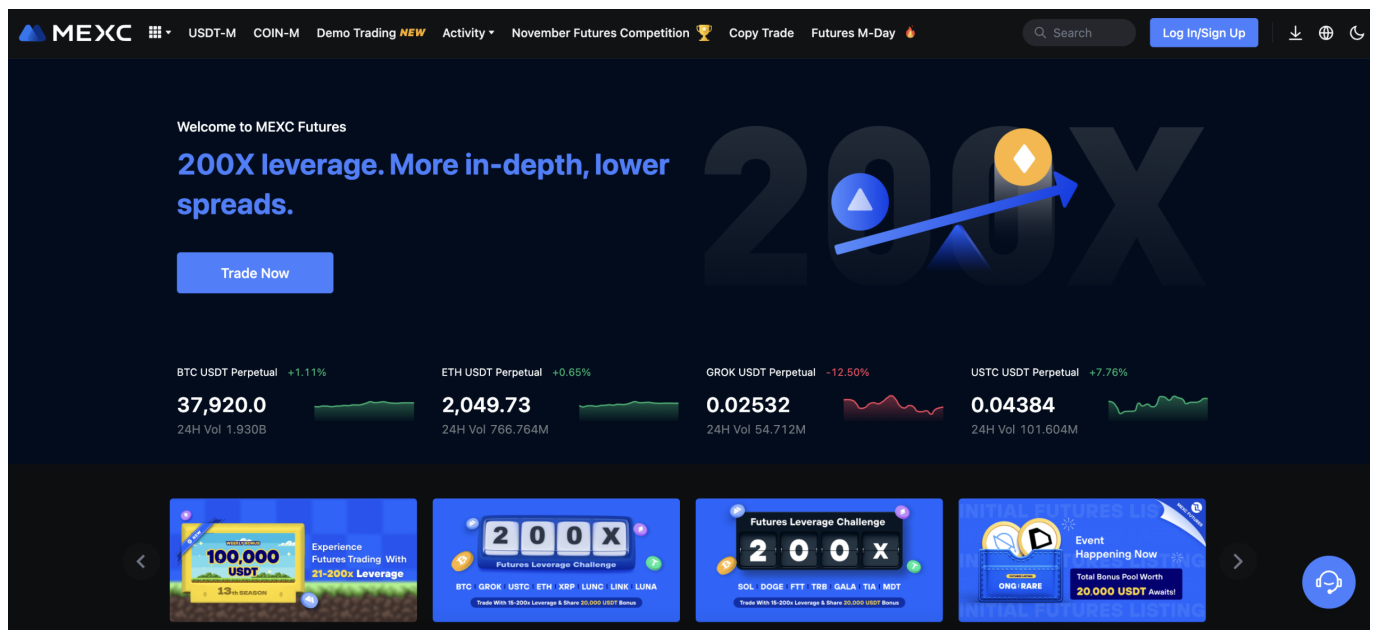 MEXC
USDT-M
COIN-M
Demo Trading NEW
Activity
November Futures Competition
Copy Trade
Futures M-Day
Search
Log In/Sign Up
Welcome to MEXC Futures
200X leverage. More in-depth, lower
spreads.
Trade Now
200X
BTC USDT Perpetual +1.11%
37,920.0
24H Vol 1.930B
ETH USDT Perpetual +0.65%
2,049.73
24H Vol 766.764M
GROK USDT Perpetual -12.50%
0.02532
24H Vol 54.712M
USTC USDT Perpetual +7.76%
0.04384
24H Vol 101.604M
NEW
WEEKLY BONUS
100,000
USDT
13th SEASON
Experience
Futures Trading With
21-200x Leverage
200X
Futures Leverage Challenge
BTC GROK USTC ETH XRP LUNC LINK LUNA
Trade With 15-200x Leverage & Share 20,000 USDT Bonus
Futures Leverage Challenge
200X
SOL DOGE FTT TRB GALA TIA MDT
Trade With 15-200x Leverage & Share 20,000 USDT Bonus
INITIAL FUTURES LIS
MEXC FUTURES
FUTURES LISTING
ONG RARE
Event
Happening Now
Total Bonus Pool Worth
20,000 USDT Awaits!
INITIAL FUTURES LISTING